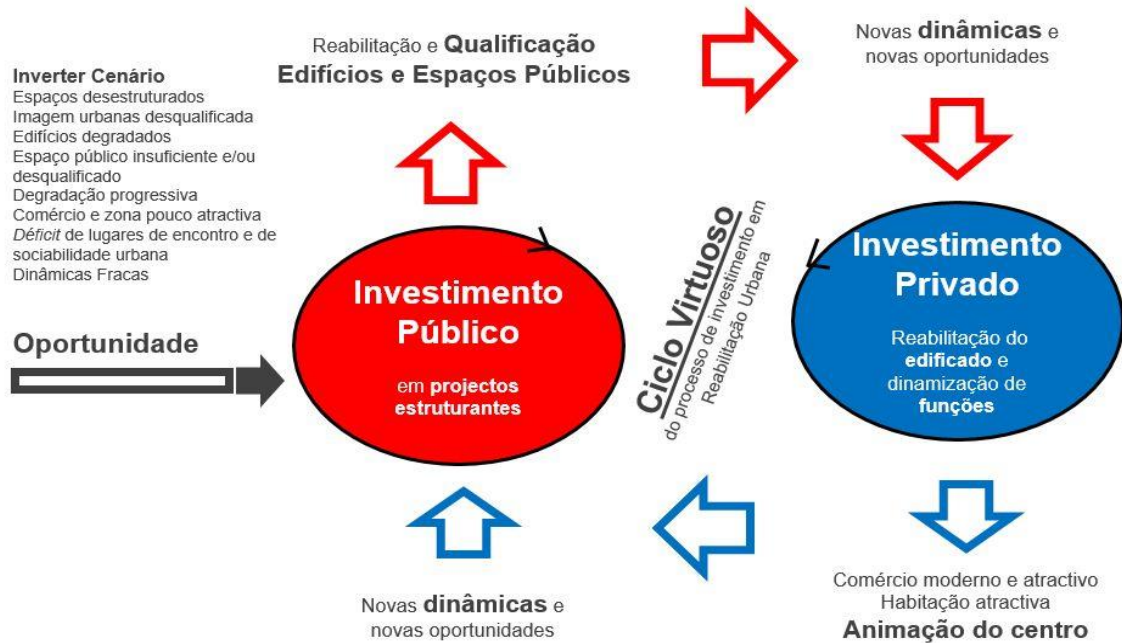 Inverter Cenário
Espaços desestruturados
Imagem urbanas desqualificada
Edifícios degradados
Espaço público insuficiente e/ou
desqualificado
Degradação progressiva
Comércio e zona pouco atractiva
Déficit de lugares de encontro e de
sociabilidade urbana
Dinâmicas Fracas
Oportunidade
Reabilitação e Qualificação
Edifícios e Espaços Públicos
Novas dinâmicas e
novas oportunidades
Investimento
Público
em projectos
estruturantes
Ciclo Virtuoso
do processo de investimento em
Reabilitação Urbana
Investimento
Privado
Reabilitação do
edificado e
dinamização de
funções
Novas dinâmicas e
novas oportunidades
Comércio moderno e atractivo
Habitação atractiva
Animação do centro